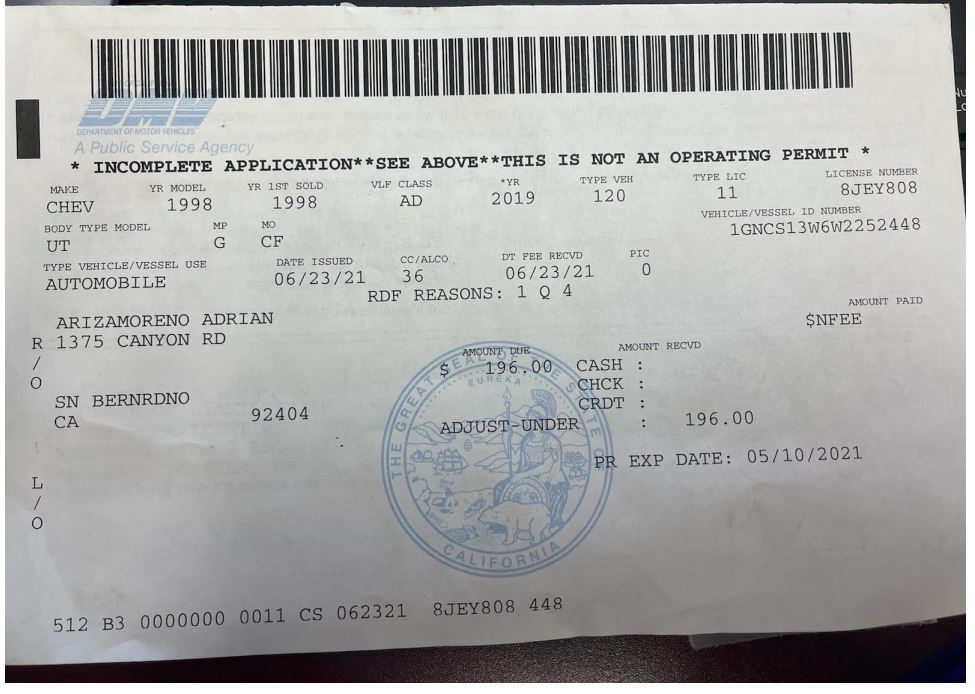 DMV
DEPARTMENT OF MOTOR VEHICLES
A Public Service Agency
* INCOMPLETE APPLICATION**SEE ABOVE**THIS IS NOT AN OPERATING PERMIT *
MAKE YR MODEL YR 1ST SOLD VLF CLASS *YR TYPE VEH TYPE LIC LICENSE NUMBER
CHEV 1998 1998 AD 2019 120 11 8JEY808
BODY TYPE MODEL MP MO VEHICLE/VESSEL ID NUMBER
UT G CF 1GNCS13W6W2252448
TYPE VEHICLE/VESSEL USE DATE ISSUED CC/ALCO DT FEE RECVD PIC
AUTOMOBILE 06/23/21 36 06/23/21 0
RDF REASONS: 1 Q 4
AMOUNT PAID
ARIZAMORENO ADRIAN $NFEE
R 1375 CANYON RD
/
O
AMOUNT DUE AMOUNT RECVD
$ 196.00 CASH :
CHCK :
CRDT :
SN BERNRDNO
CA 92404
ADJUST-UNDER : 196.00
PR EXP DATE: 05/10/2021
L
/
O
THE GREAT SEAL OF THE STATE OF CALIFORNIA
EUREKA
512 B3 0000000 0011 CS 062321 8JEY808 448